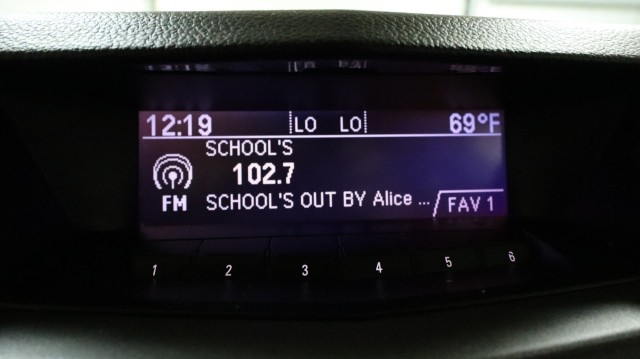 12:19 LO LO 69°F
SCHOOL'S
102.7
FM SCHOOL'S OUT BY Alice ... FAV 1
1 2 3 4 5 6